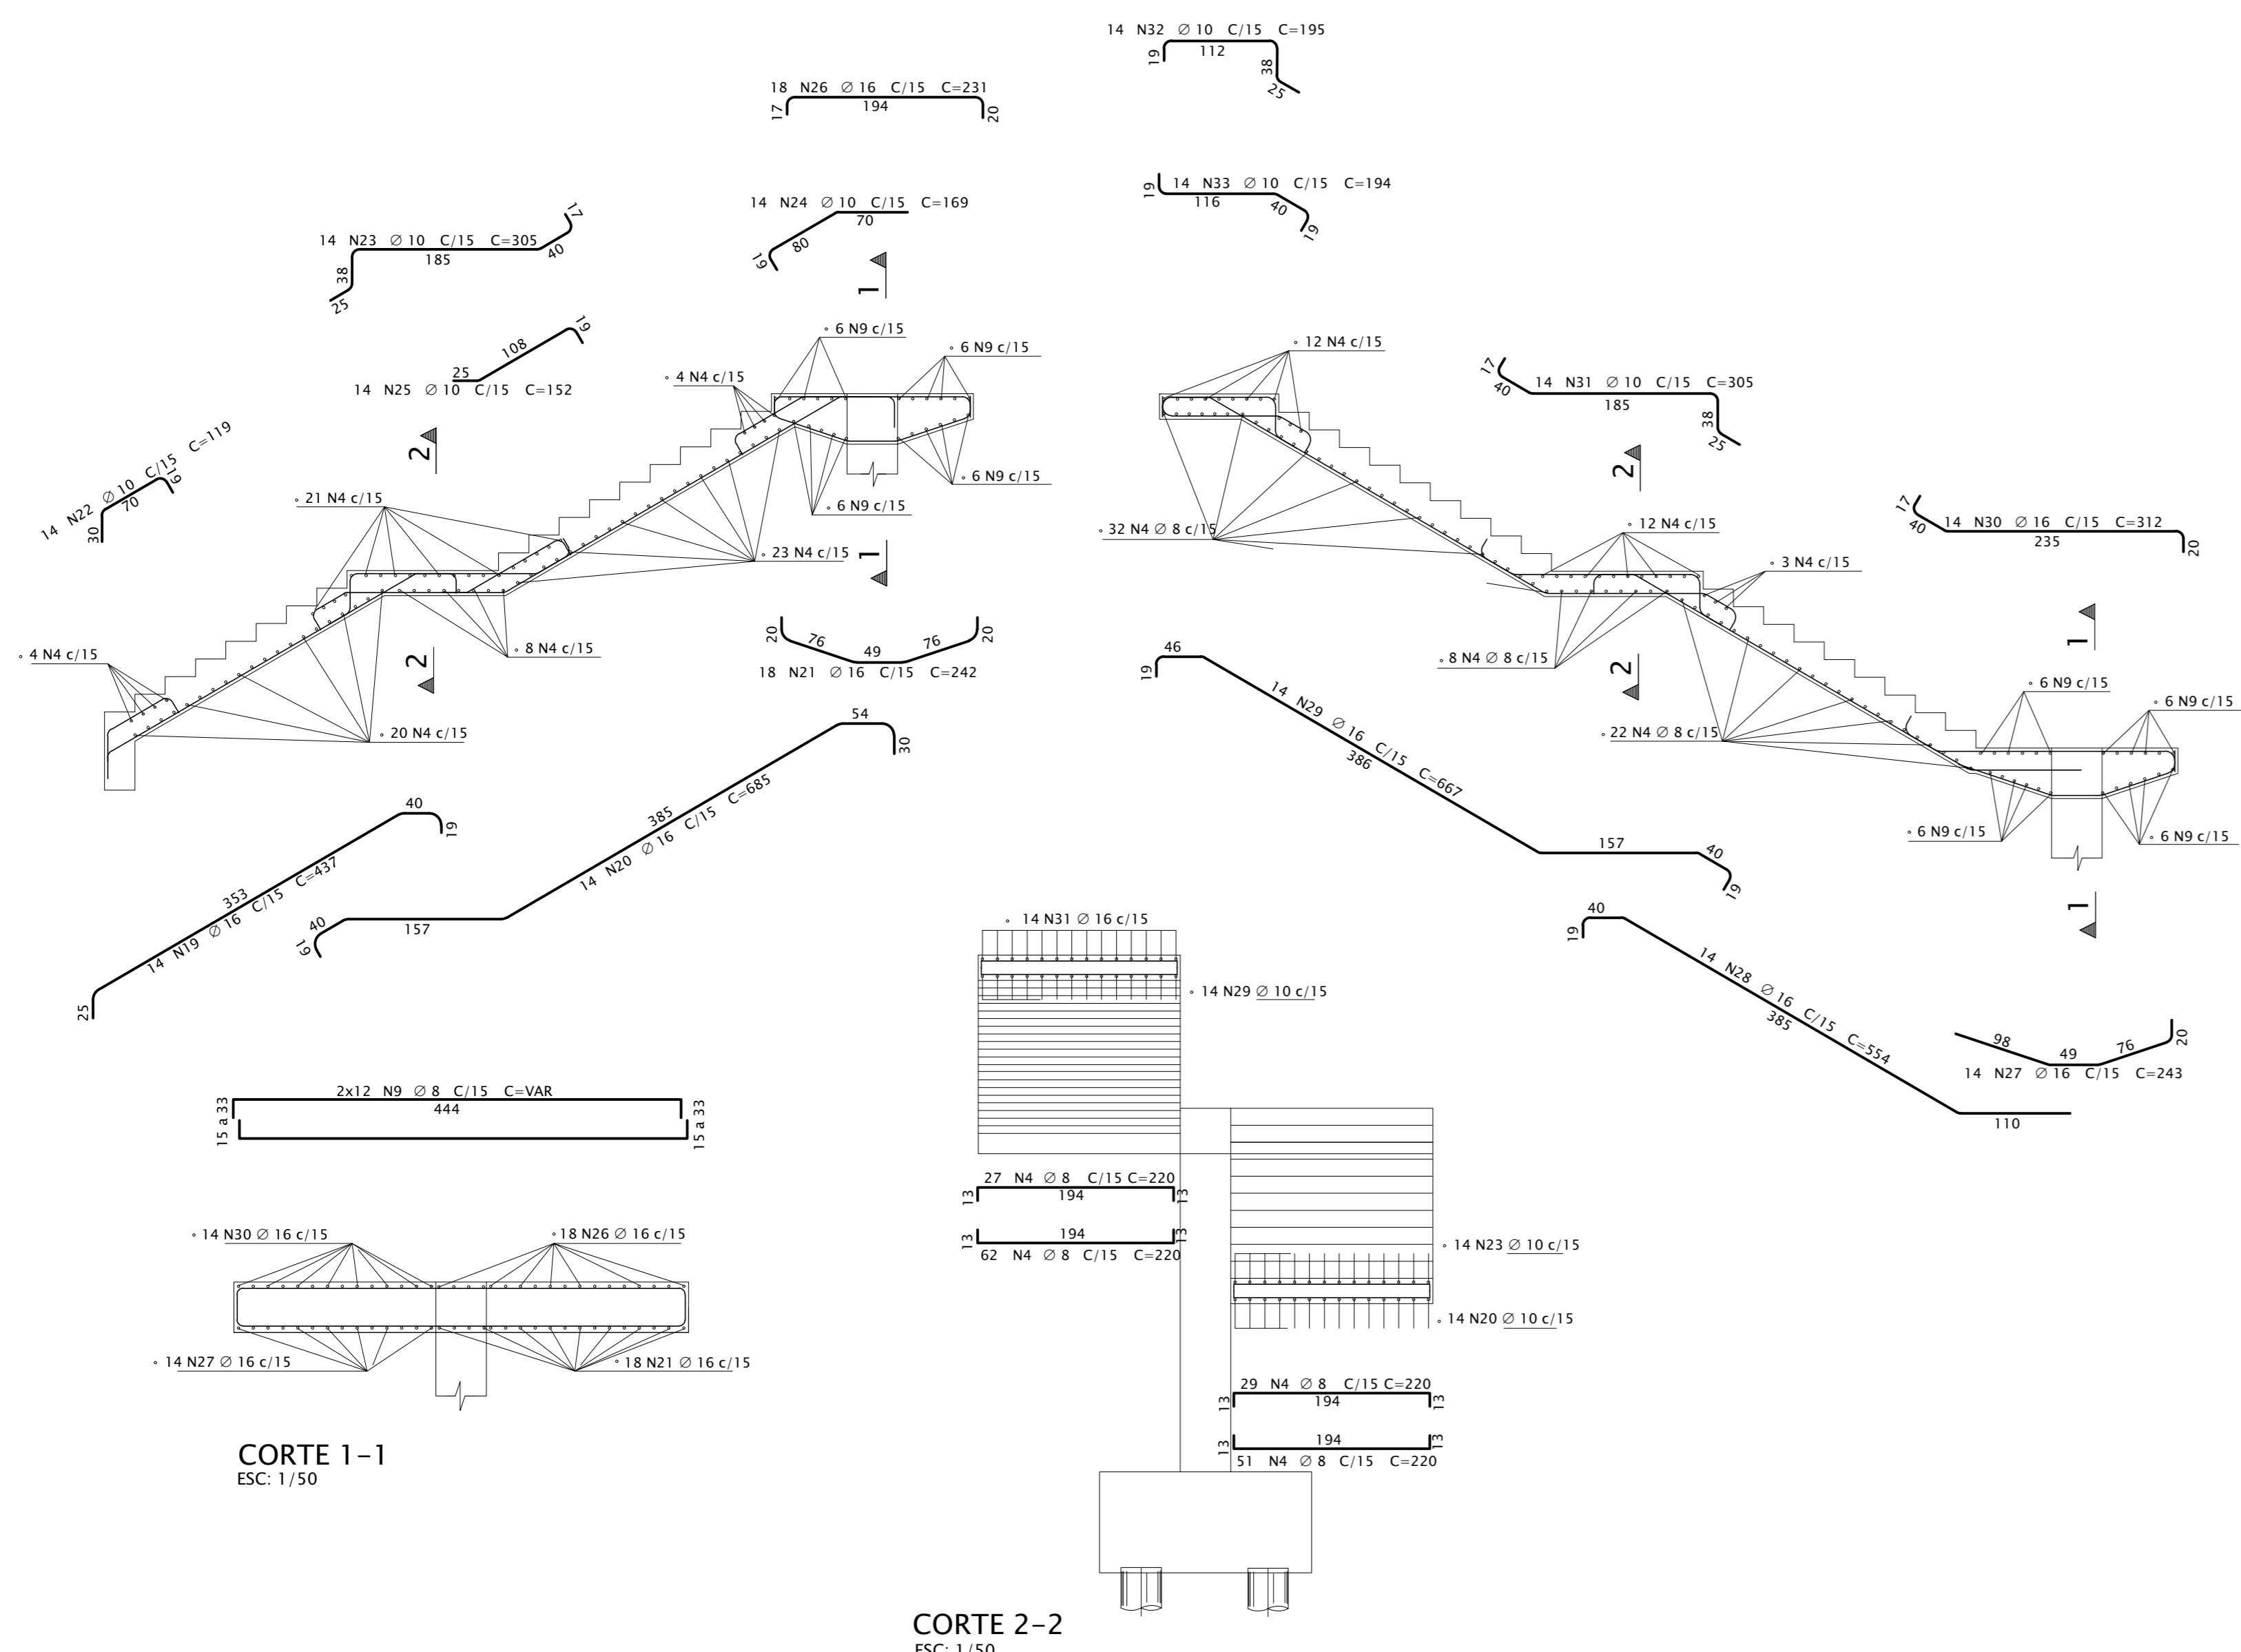 14 N32 ∅ 10 C/15 C=195
19
112
38
25
18 N26 ∅ 16 C/15 C=231
17
194
20
14 N33 ∅ 10 C/15 C=194
19
116
40
19
14 N24 ∅ 10 C/15 C=169
70
80
19
1
14 N23 ∅ 10 C/15 C=305
17
185
40
38
25
108
19
25
14 N25 ∅ 10 C/15 C=152
14 N22 ∅ 10 C/15 C=119
19
70
30
2
6 N9 c/15
6 N9 c/15
4 N4 c/15
6 N9 c/15
6 N9 c/15
21 N4 c/15
23 N4 c/15
1
8 N4 c/15
2
4 N4 c/15
20 N4 c/15
12 N4 c/15
17
40
14 N31 ∅ 10 C/15 C=305
185
38
25
2
32 N4 ∅ 8 c/15
12 N4 c/15
3 N4 c/15
8 N4 ∅ 8 c/15
2
22 N4 ∅ 8 c/15
17
40
14 N30 ∅ 16 C/15 C=312
235
20
1
6 N9 c/15
6 N9 c/15
6 N9 c/15
6 N9 c/15
1
20
76
49
76
20
18 N21 ∅ 16 C/15 C=242
46
19
14 N29 ∅ 16 C/15 C=667
386
157
40
19
54
30
385
14 N20 ∅ 16 C/15 C=685
157
40
19
40
19
353
14 N19 ∅ 16 C/15 C=437
25
40
19
14 N28 ∅ 16 C/15 C=554
385
110
98
49
76
20
14 N27 ∅ 16 C/15 C=243
14 N31 ∅ 16 c/15
14 N29 ∅ 10 c/15
2x12 N9 ∅ 8 C/15 C=VAR
444
15 a 33
15 a 33
27 N4 ∅ 8 C/15 C=220
13
194
13
194
13
13
62 N4 ∅ 8 C/15 C=220
14 N30 ∅ 16 c/15
18 N26 ∅ 16 c/15
14 N27 ∅ 16 c/15
18 N21 ∅ 16 c/15
14 N23 ∅ 10 c/15
14 N20 ∅ 10 c/15
29 N4 ∅ 8 C/15 C=220
13
194
13
194
13
13
51 N4 ∅ 8 C/15 C=220
CORTE 1-1
ESC: 1/50
CORTE 2-2
ESC: 1/50